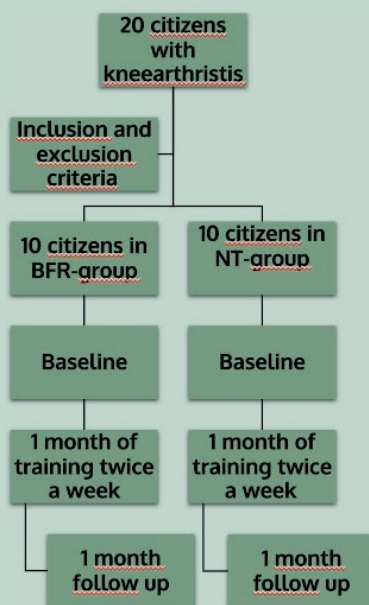 20 citizens
with
kneearthristis
Inclusion and
exclusion
criteria
10 citizens in
BFR-group
10 citizens in
NT-group
Baseline
Baseline
1 month of
training twice
a week
1 month of
training twice
a week
1 month
follow up
1 month
follow up